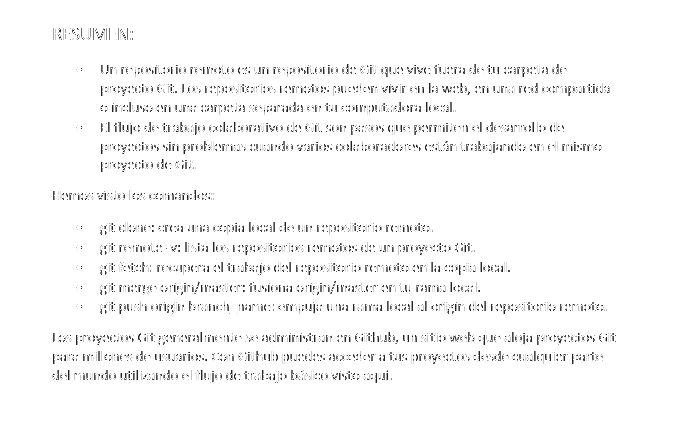 RESUMEN:
· Un repositorio remoto es un repositorio de Git que vive fuera de tu carpeta de
proyecto Git. Los repositorios remotos pueden vivir en la web, en una red compartida
o incluso en una carpeta separada en tu computadora local.
· El flujo de trabajo colaborativo de Git son pasos que permiten el desarrollo de
proyectos sin problemas cuando varios colaboradores están trabajando en el mismo
proyecto de Git.
Hemos visto los comandos:
· git clone: crea una copia local de un repositorio remoto.
· git remote -v: lista los repositorios remotos de un proyecto Git.
· git fetch: recupera el trabajo del repositorio remoto en la copia local.
· git merge origin/master: fusiona origin/master en tu rama local.
· git push origin branch_name: empuja una rama local al origin del repositorio remoto.
Los proyectos Git generalmente se administran en Github, un sitio web que aloja proyectos Git
para millones de usuarios. Con Github puedes acceder a tus proyectos desde cualquier parte
del mundo utilizando el flujo de trabajo básico visto aquí.